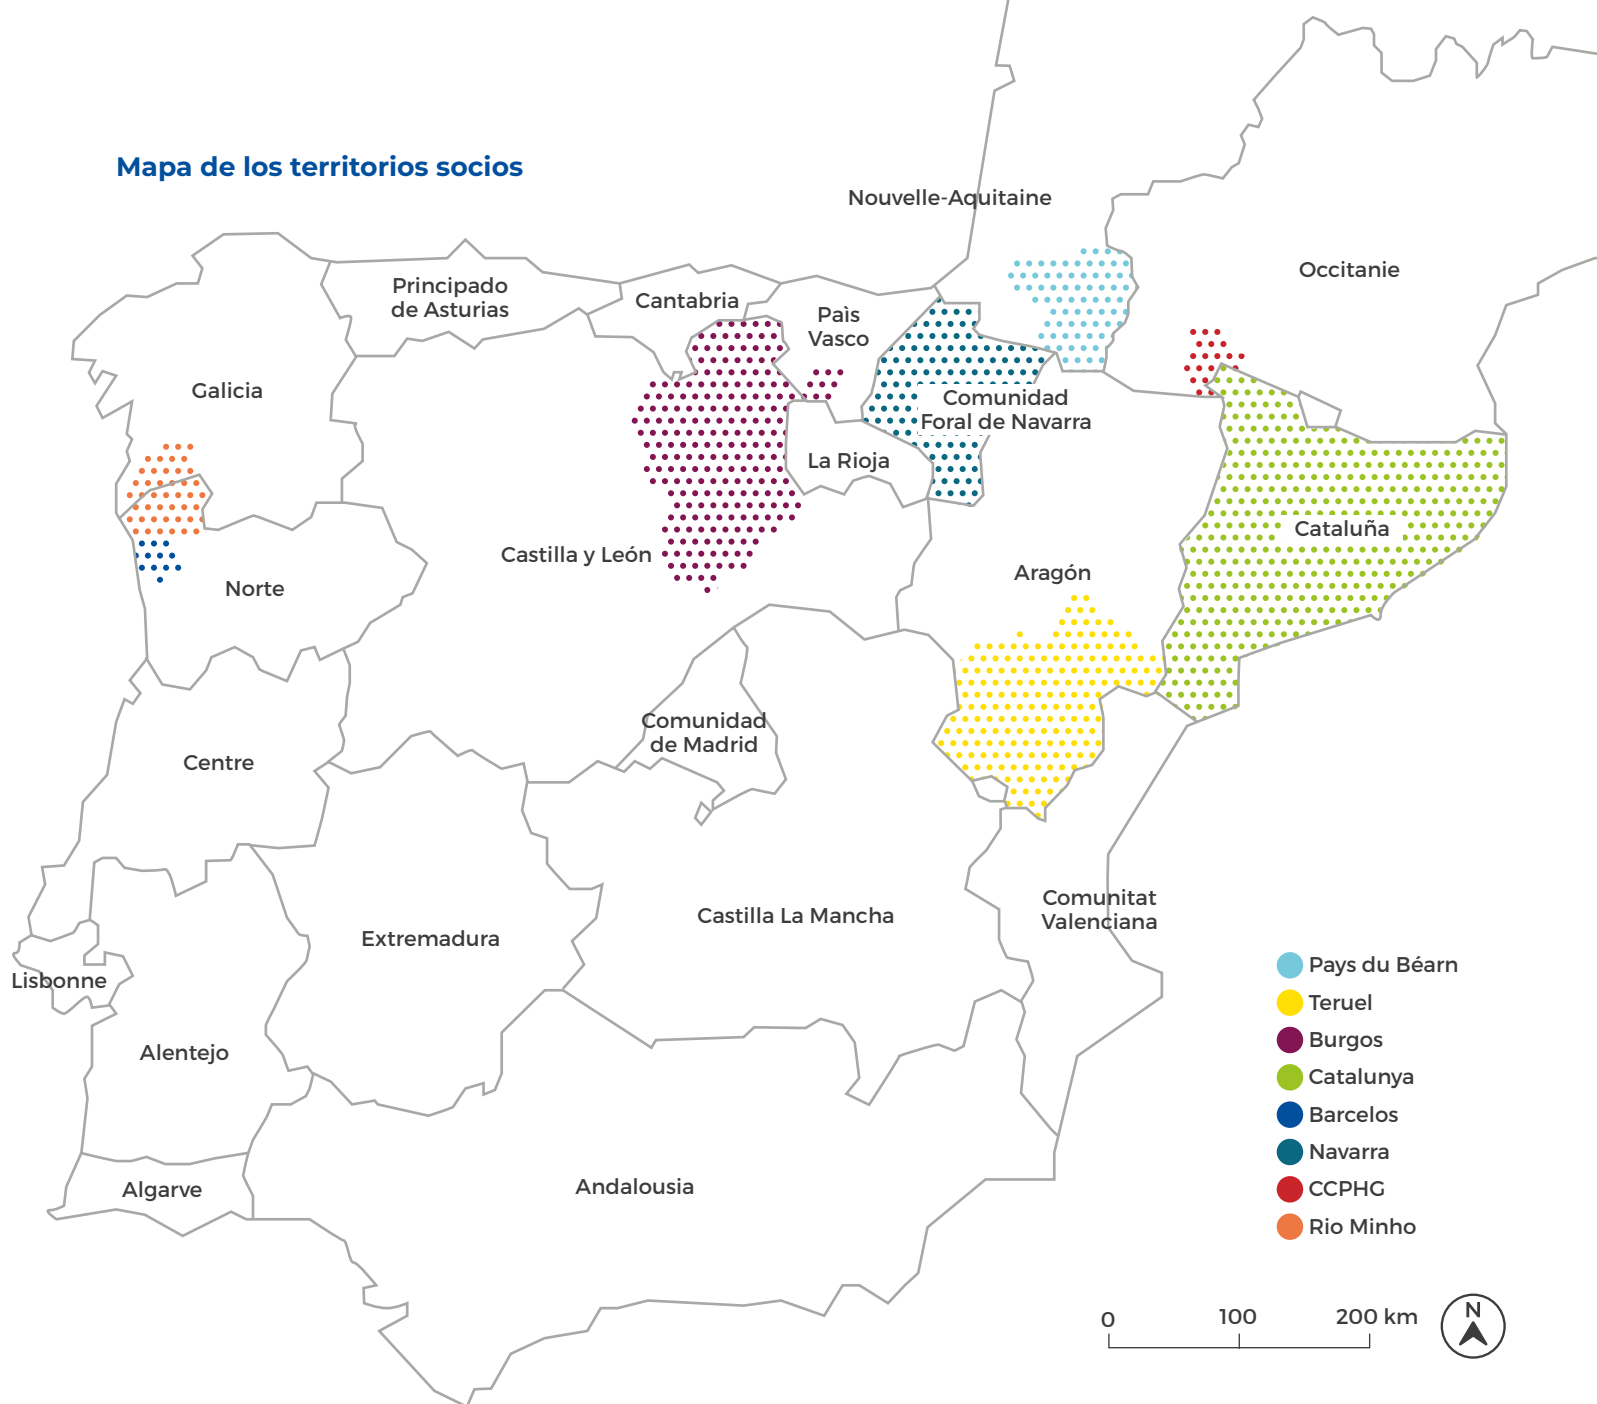 Mapa de los territorios socios
Nouvelle-Aquitaine
Occitanie
Principado
de Asturias
Cantabria
Paìs
Vasco
Galicia
Comunidad
Foral de Navarra
La Rioja
Cataluña
Castilla y León
Aragón
Norte
Comunidad
de Madrid
Centre
Castilla La Mancha
Comunitat
Valenciana
Extremadura
Lisbonne
Alentejo
Algarve
Andalousia
Pays du Béarn
Teruel
Burgos
Catalunya
Barcelos
Navarra
CCPHG
Rio Minho
0 100 200 km
N